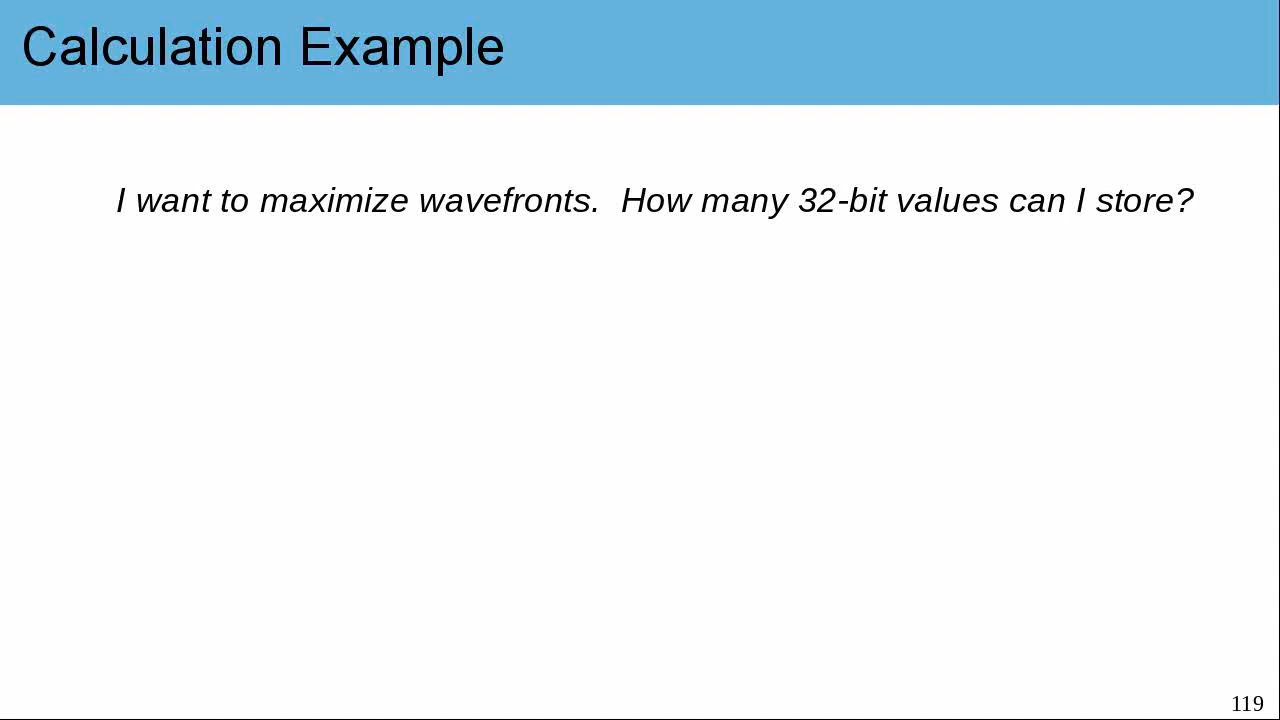 Calculation Example
I want to maximize wavefronts.  How many 32-bit values can I store?
119